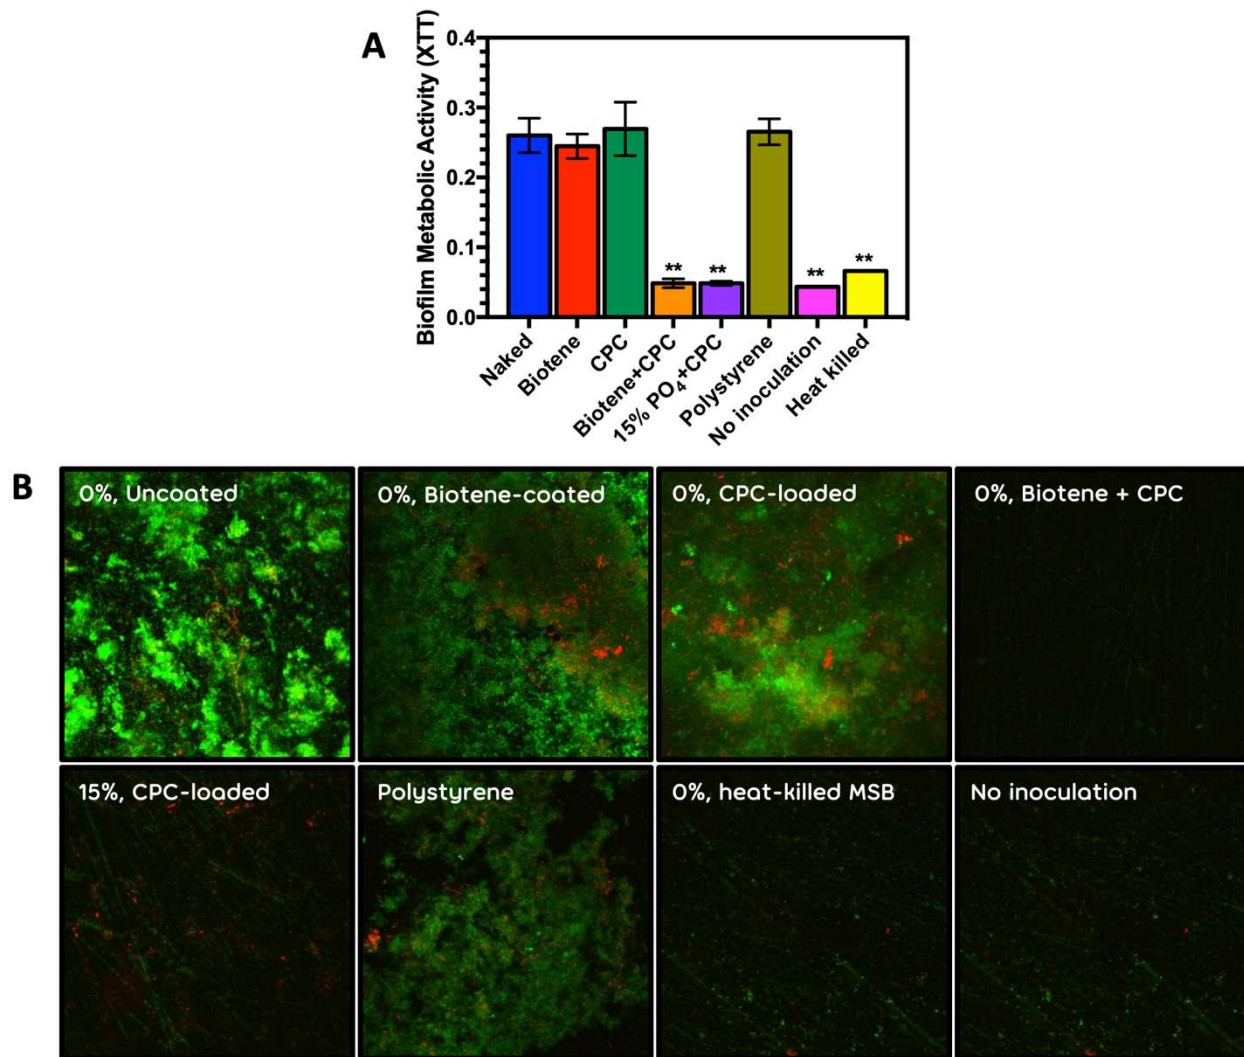 A
Biofilm Metabolic Activity (XTT)
0.4
0.3
0.2
0.1
0.0
**
**
**
**
Naked
Biotene
CPC
Biotene+CPC
15% PO₄+CPC
Polystyrene
No inoculation
Heat killed
B
0%, Uncoated
0%, Biotene-coated
0%, CPC-loaded
0%, Biotene + CPC
15%, CPC-loaded
Polystyrene
0%, heat-killed MSB
No inoculation